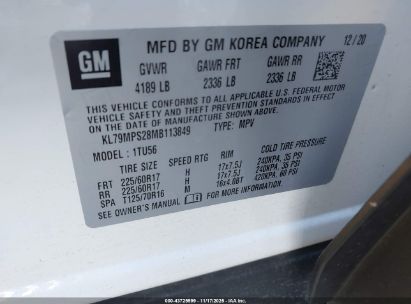 GM
MFD BY GM KOREA COMPANY 12/20
GVWR GAWR FRT GAWR RR
4189 LB 2336 LB 2336 LB
THIS VEHICLE CONFORMS TO ALL APPLICABLE U.S. FEDERAL MOTOR
VEHICLE SAFETY AND THEFT PREVENTION STANDARDS IN EFFECT
ON THE DATE OF MANUFACTURE SHOWN ABOVE.
KL79MPS28MB113849 TYPE: MPV
MODEL: 1TU56
TIRE SIZE SPEED RTG RIM COLD TIRE PRESSURE
FRT 225/60R17 H 17x7.5J 240KPA, 35 PSI
RR 225/60R17 H 17x7.5J 240KPA, 35 PSI
SPA T125/70R16 M 16x4.0BT 420KPA, 60 PSI
SEE OWNER'S MANUAL FOR ADDITIONAL INFORMATION.